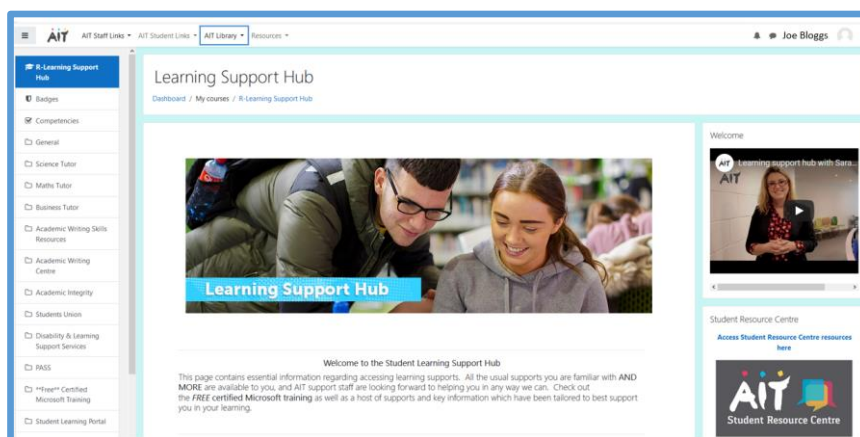 AIT
AIT Staff Links
AIT Student Links
AIT Library
Resources
Joe Bloggs
R-Learning Support
Hub
Badges
Competencies
General
Science Tutor
Maths Tutor
Business Tutor
Academic Writing Skills
Resources
Academic Writing
Centre
Academic Integrity
Students Union
Disability & Learning
Support Services
PASS
**Free** Certified
Microsoft Training
Student Learning Portal
Learning Support Hub
Dashboard / My courses / R-Learning Support Hub
Learning Support Hub
Welcome to the Student Learning Support Hub
This page contains essential information regarding accessing learning supports. All the usual supports you are familiar with AND
MORE are available to you, and AIT support staff are looking forward to helping you in any way we can. Check out
the FREE certified Microsoft training as well as a host of supports and key information which have been tailored to best support
you in your learning.
Welcome
AIT
Learning support hub with Sara...
AIT
Student Resource Centre
Access Student Resource Centre resources
here
AIT
Student Resource Centre